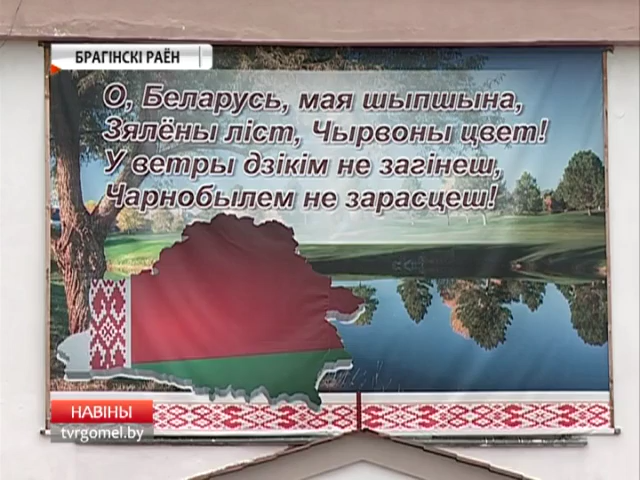 БРАГІНСКІ РАЁН
О, Беларусь, мая шыпшына,
Зялёны ліст, Чырвоны цвет!
У ветры дзікім не загінеш,
Чарнобылем не зарасцеш!
НАВІНЫ
tvrgomel.by